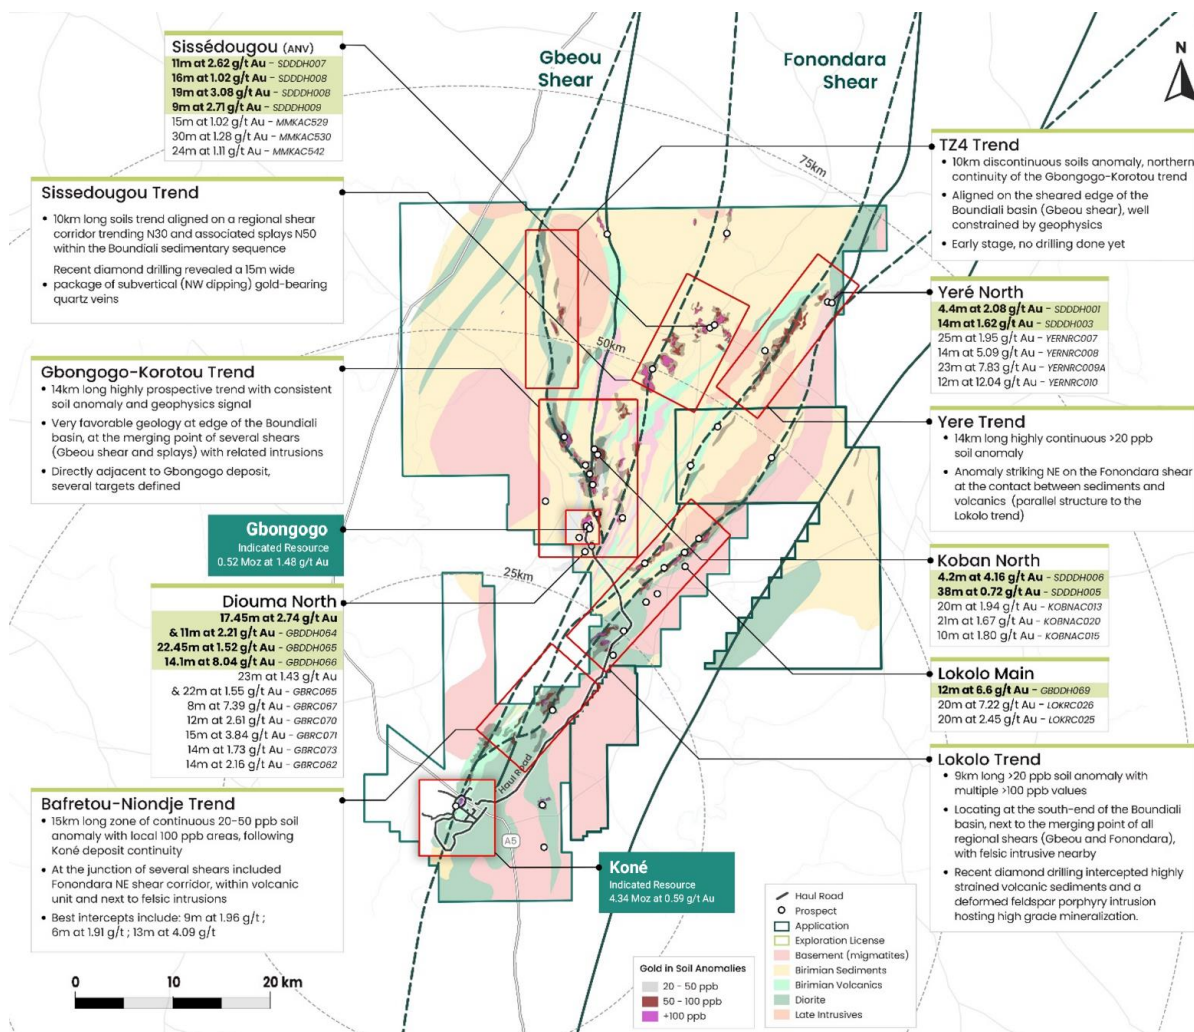 Sissédougou (ANV)
11m at 2.62 g/t Au - SDDDH007
16m at 1.02 g/t Au - SDDDH008
19m at 3.08 g/t Au - SDDDH008
9m at 2.71 g/t Au - SDDDH009
15m at 1.02 g/t Au - MMKAC529
30m at 1.28 g/t Au - MMKAC530
24m at 1.11 g/t Au - MMKAC542
Sissedougou Trend
• 10km long soils trend aligned on a regional shear
corridor trending N30 and associated splays N50
within the Boundiali sedimentary sequence
Recent diamond drilling revealed a 15m wide
• package of subvertical (NW dipping) gold-bearing
quartz veins
Gbongogo-Korotou Trend
• 14km long highly prospective trend with consistent
soil anomaly and geophysics signal
• Very favorable geology at edge of the Boundiali
basin, at the merging point of several shears
(Gbeou shear and splays) with related intrusions
• Directly adjacent to Gbongogo deposit,
several targets defined
Gbongogo
Indicated Resource
0.52 Moz at 1.48 g/t Au
Diouma North
17.45m at 2.74 g/t Au
& 11m at 2.21 g/t Au - GBDDH064
22.45m at 1.52 g/t Au - GBDDH065
14.1m at 8.04 g/t Au - GBDDH066
23m at 1.43 g/t Au
& 22m at 1.55 g/t Au - GBRC065
8m at 7.39 g/t Au - GBRC067
12m at 2.61 g/t Au - GBRC070
15m at 3.84 g/t Au - GBRC071
14m at 1.73 g/t Au - GBRC073
14m at 2.16 g/t Au - GBRC062
Bafretou-Niondje Trend
• 15km long zone of continuous 20-50 ppb soil
anomaly with local 100 ppb areas, following
Koné deposit continuity
• At the junction of several shears included
Fonondara NE shear corridor, within volcanic
unit and next to felsic intrusions
• Best intercepts include: 9m at 1.96 g/t ;
6m at 1.91 g/t ; 13m at 4.09 g/t
0 10 20 km
Gbeou
Shear
Fonondara
Shear
N
75km
50km
25km
Haul Road
A5
Koné
Indicated Resource
4.34 Moz at 0.59 g/t Au
TZ4 Trend
• 10km discontinuous soils anomaly, northern
continuity of the Gbongogo-Korotou trend
• Aligned on the sheared edge of the
Boundiali basin (Gbeou shear), well
constrained by geophysics
• Early stage, no drilling done yet
Yeré North
4.4m at 2.08 g/t Au - SDDDH001
14m at 1.62 g/t Au - SDDDH003
25m at 1.95 g/t Au - YERNRC007
14m at 5.09 g/t Au - YERNRC008
23m at 7.83 g/t Au - YERNRC009A
12m at 12.04 g/t Au - YERNRC010
Yere Trend
• 14km long highly continuous >20 ppb
soil anomaly
• Anomaly striking NE on the Fonondara shear
at the contact between sediments and
volcanics (parallel structure to the
Lokolo trend)
Koban North
4.2m at 4.16 g/t Au - SDDDH006
38m at 0.72 g/t Au - SDDDH005
20m at 1.94 g/t Au - KOBNAC013
21m at 1.67 g/t Au - KOBNAC020
10m at 1.80 g/t Au - KOBNAC015
Lokolo Main
12m at 6.6 g/t Au - GBDDH069
20m at 7.22 g/t Au - LOKRC026
20m at 2.45 g/t Au - LOKRC025
Lokolo Trend
• 9km long >20 ppb soil anomaly with
multiple >100 ppb values
• Locating at the south-end of the Boundiali
basin, next to the merging point of all
regional shears (Gbeou and Fonondara),
with felsic intrusive nearby
• Recent diamond drilling intercepted highly
strained volcanic sediments and a
deformed feldspar porphyry intrusion
hosting high grade mineralization.
Gold in Soil Anomalies
20 - 50 ppb
50 - 100 ppb
+100 ppb
Haul Road
Prospect
Application
Exploration License
Basement (migmatites)
Birimian Sediments
Birimian Volcanics
Diorite
Late Intrusives